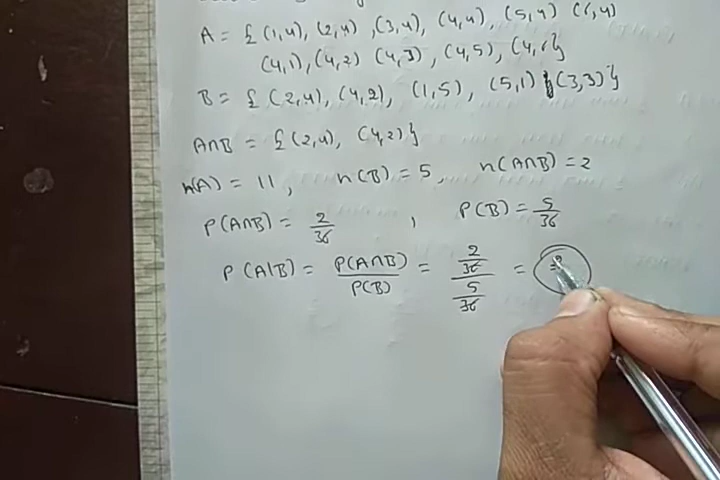 A = { (1,4), (2,4), (3,4), (4,4), (5,4) (6,4)
(4,1), (4,2) (4,3), (4,5), (4,6}
B = { (2,4), (4,2), (1,5), (5,1) (3,3) }
A∩B = { (2,4), (4,2) }
n(A) = 11, n(B) = 5, n(A∩B) = 2
P(A∩B) = 2/36 , P(B) = 5/36
P(A|B) = P(A∩B)/P(B) = 2/36 / 5/36 =